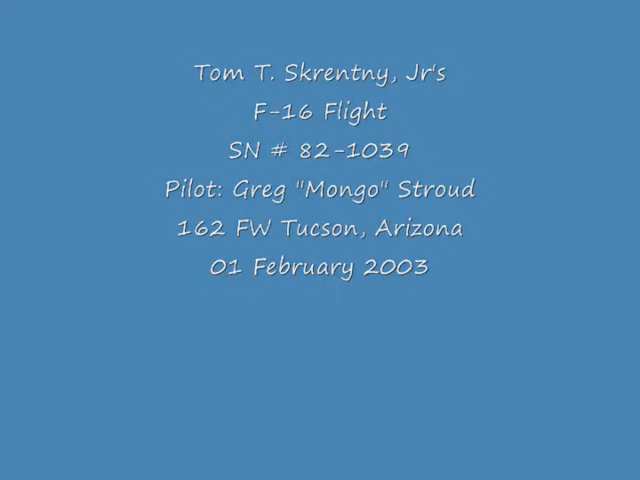 Tom T. Skrentny, Jr's
F-16 Flight
SN # 82-1039
Pilot: Greg "Mongo" Stroud
162 FW Tucson, Arizona
01 February 2003